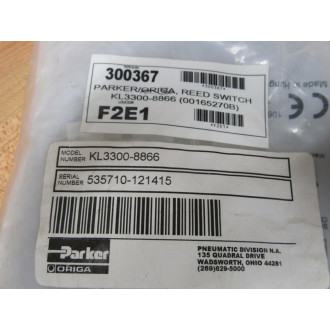 300367
PARKER/ORIGA, REED SWITCH
KL3300-8866 (00165270B)
F2E1
MODEL
NUMBER KL3300-8866
SERIAL
NUMBER 535710-121415
Parker
ORIGA
PNEUMATIC DIVISION N.A.
135 QUADRAL DRIVE
WADSWORTH, OHIO 44281
(269)629-5000
CE